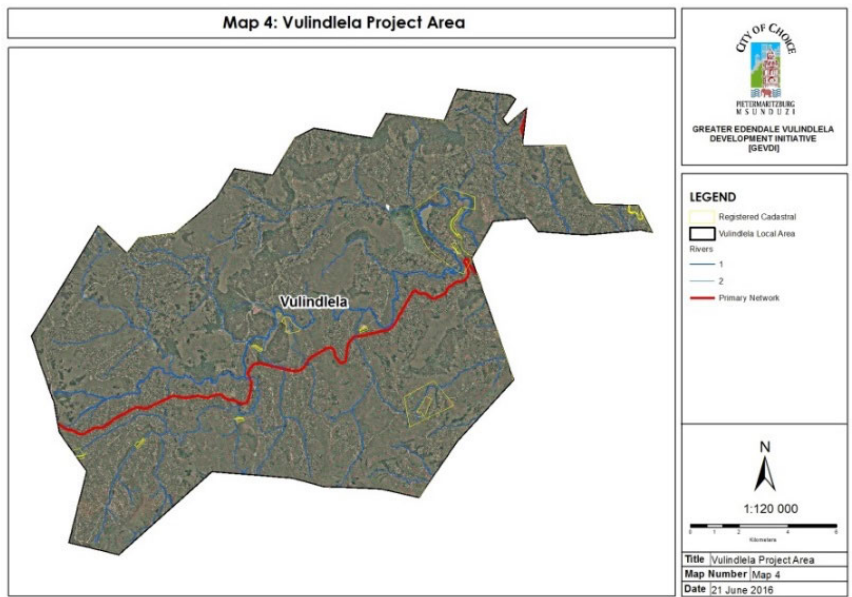 Map 4: Vulindlela Project Area
Vulindlela
CITY OF CHOICE
PIETERMARITZBURG
MSUNDUZI
GREATER EDENDALE VULINDLELA
DEVELOPMENT INITIATIVE
[GEVDI]
LEGEND
Registered Cadastral
Vulindlela Local Area
Rivers
1
2
Primary Network
N
1:120 000
0 1 2 4 6
Kilometers
Title Vulindlela Project Area
Map Number Map 4
Date 21 June 2016